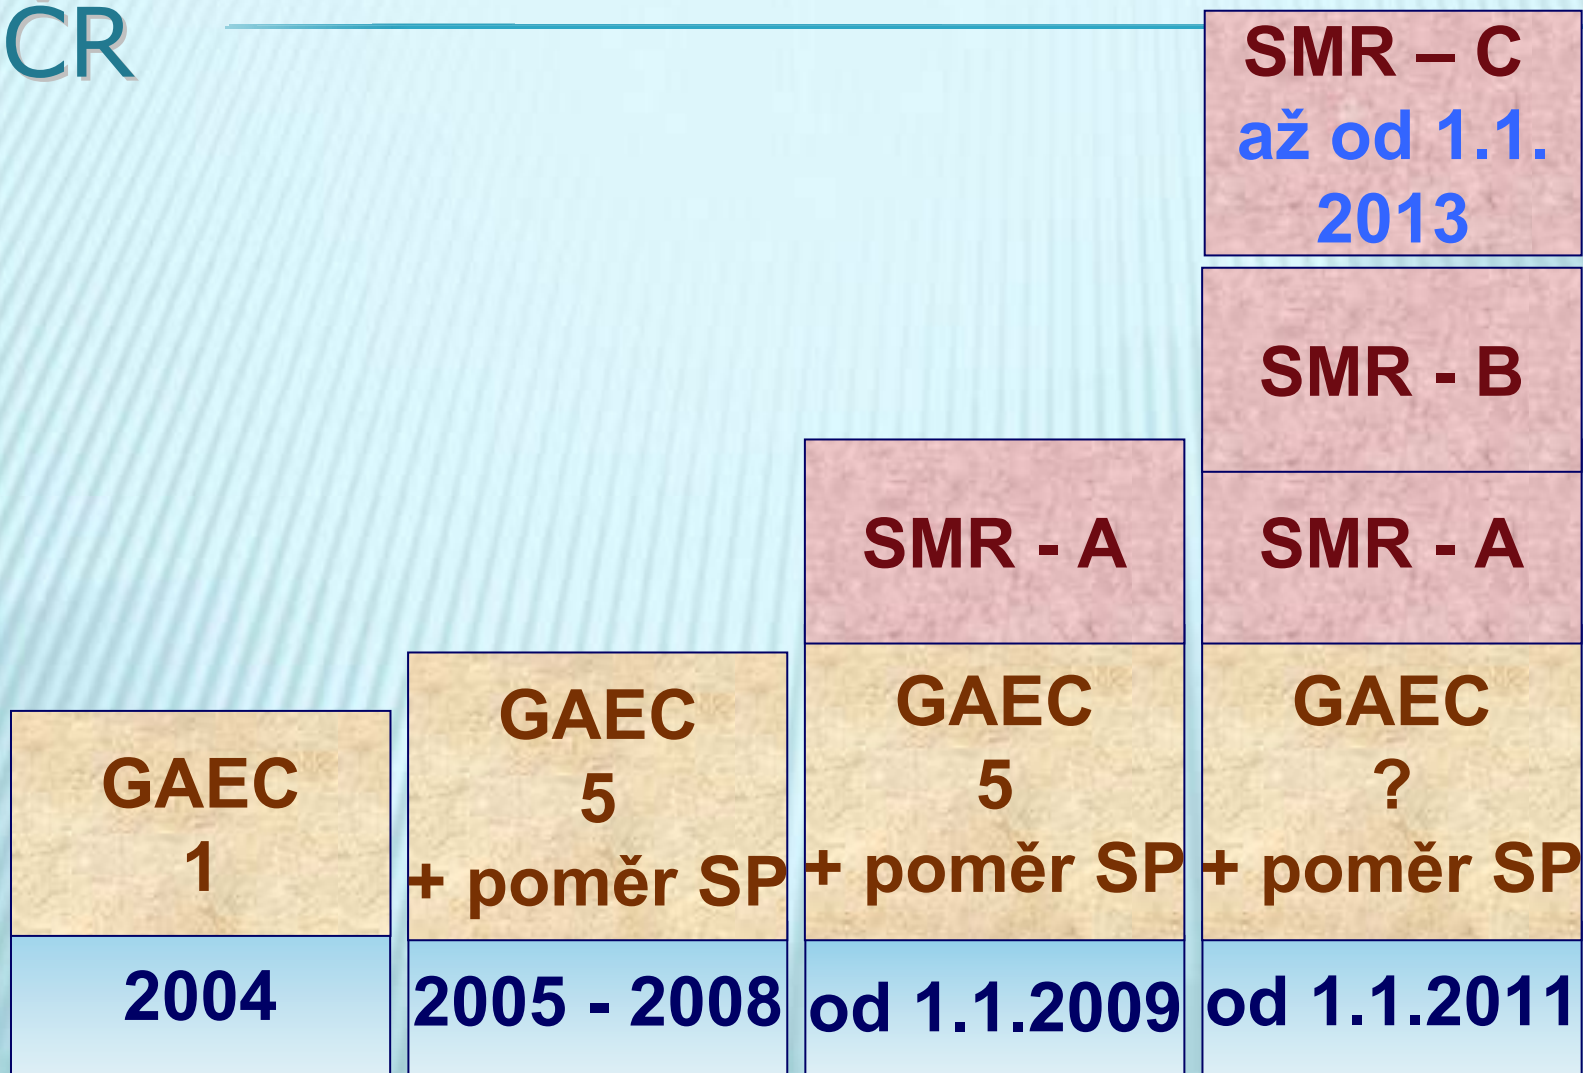 ČR
SMR – C
až od 1.1.
2013
SMR - B
SMR - A
SMR - A
GAEC
1
GAEC
5
+ poměr SP
GAEC
5
+ poměr SP
GAEC
?
+ poměr SP
2004
2005 - 2008
od 1.1.2009
od 1.1.2011